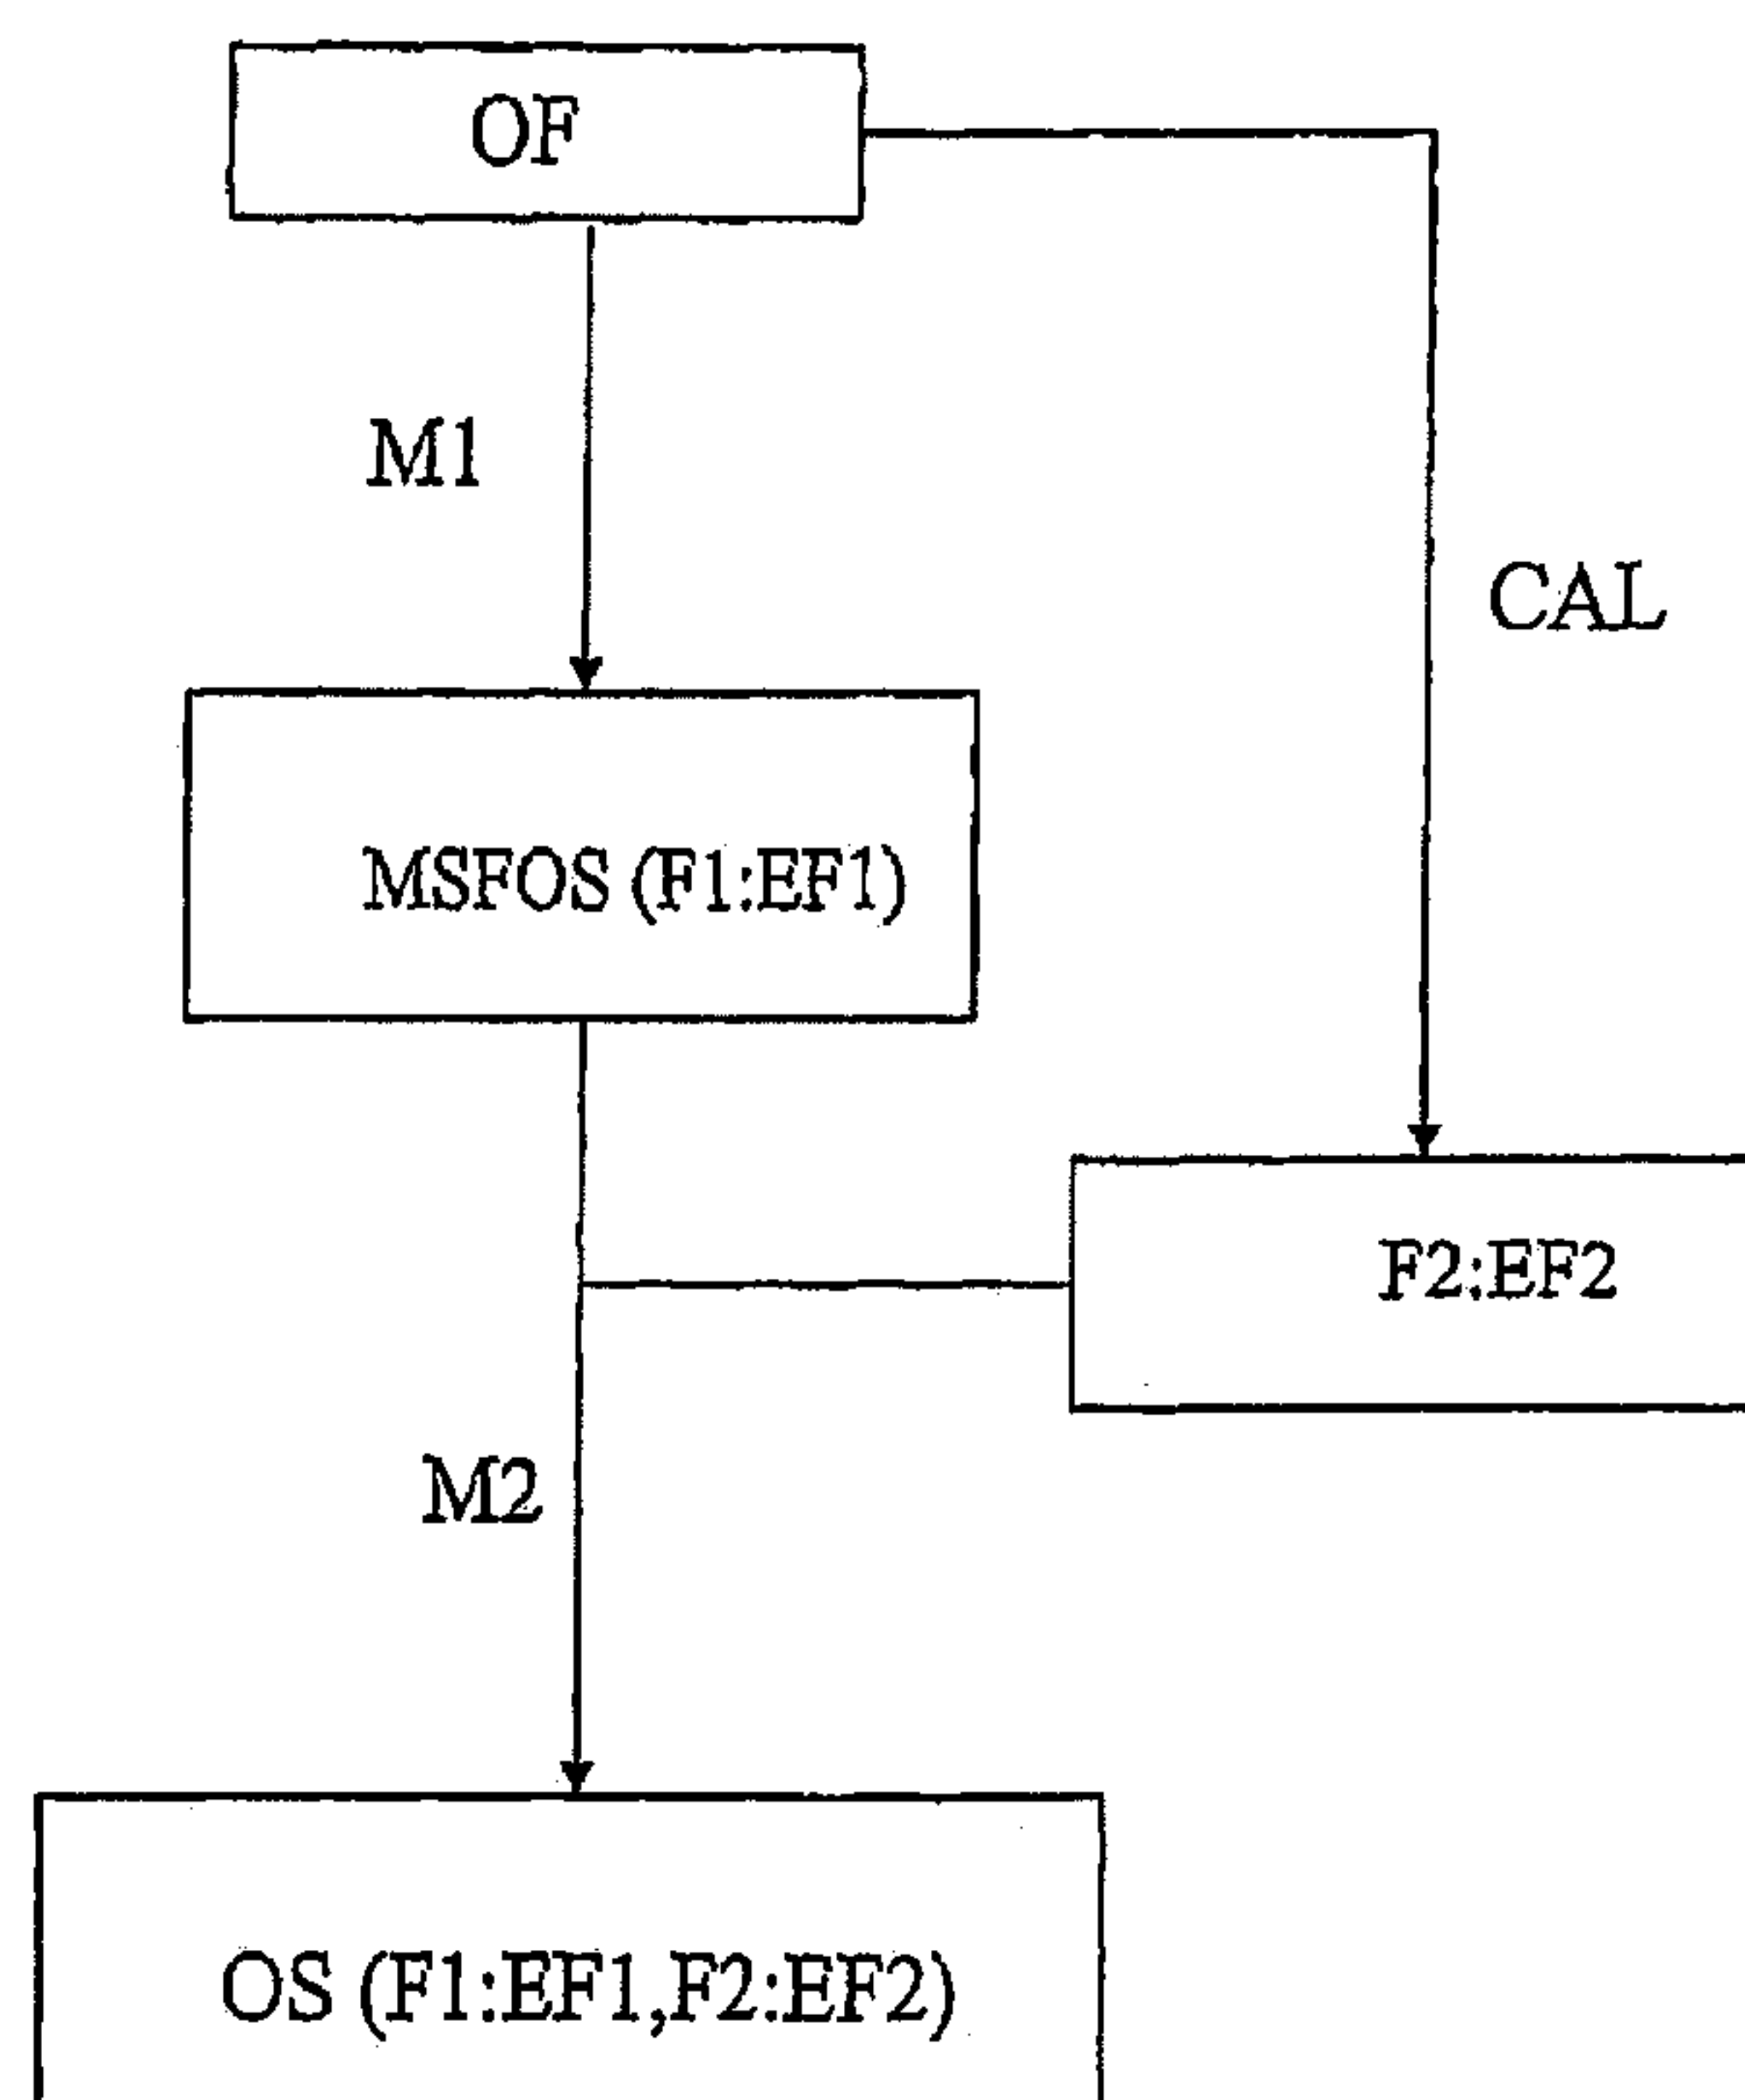 OF
M1
CAL
MSFOS (F1:EF1)
F2:EF2
M2
OS (F1:EF1,F2:EF2)